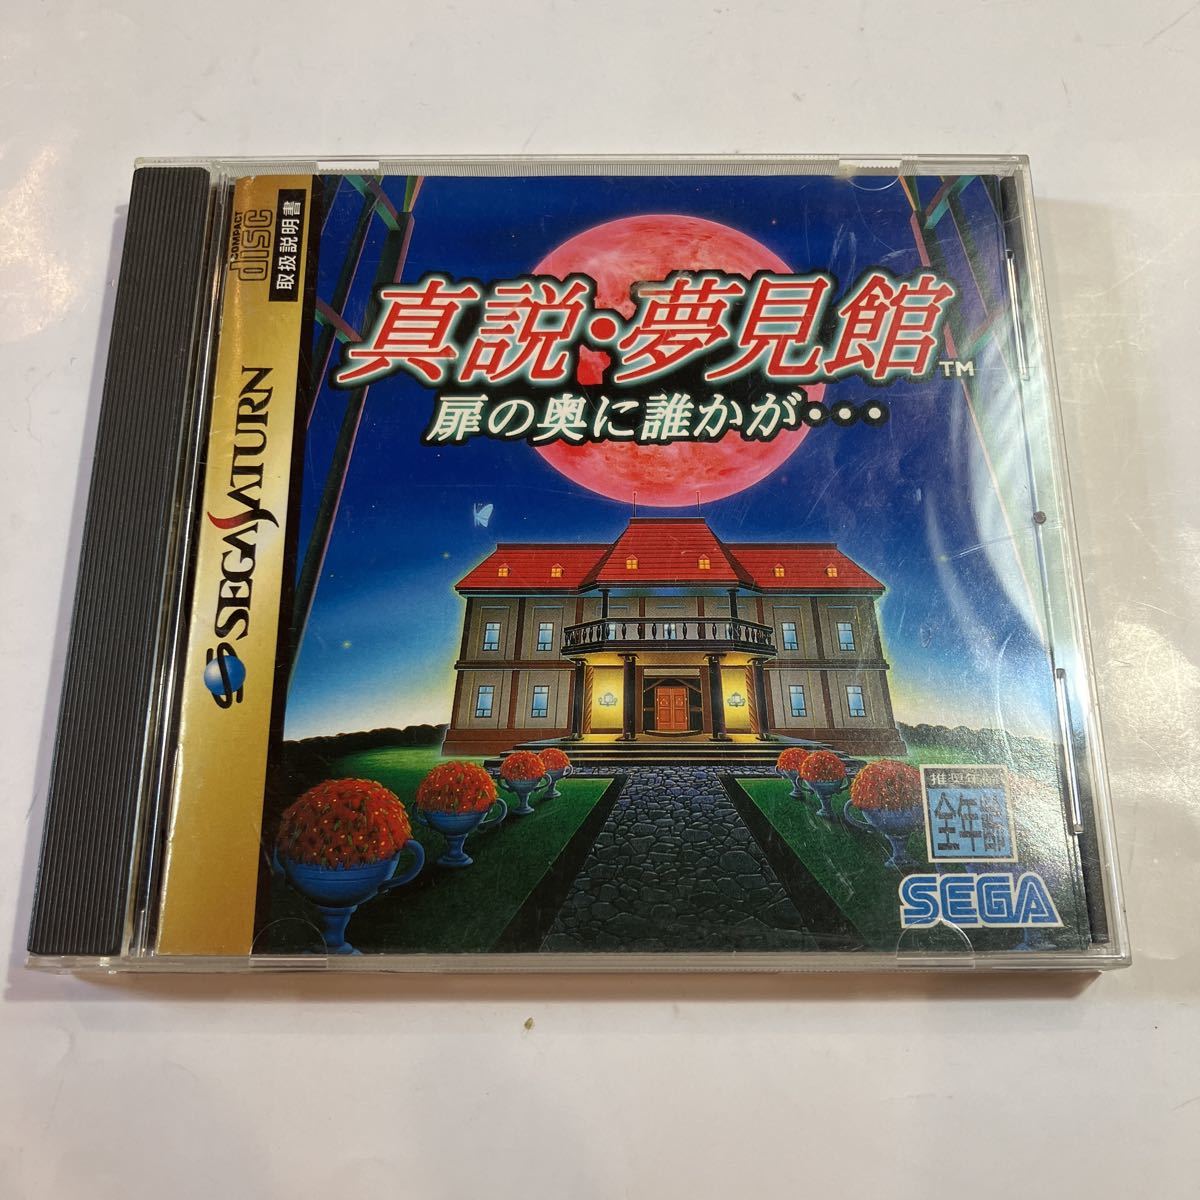 COMPACT
disc
取扱説明書
SEGA SATURN
真説・夢見館™
扉の奥に誰かが・・・
推奨年齢
全年齢
SEGA